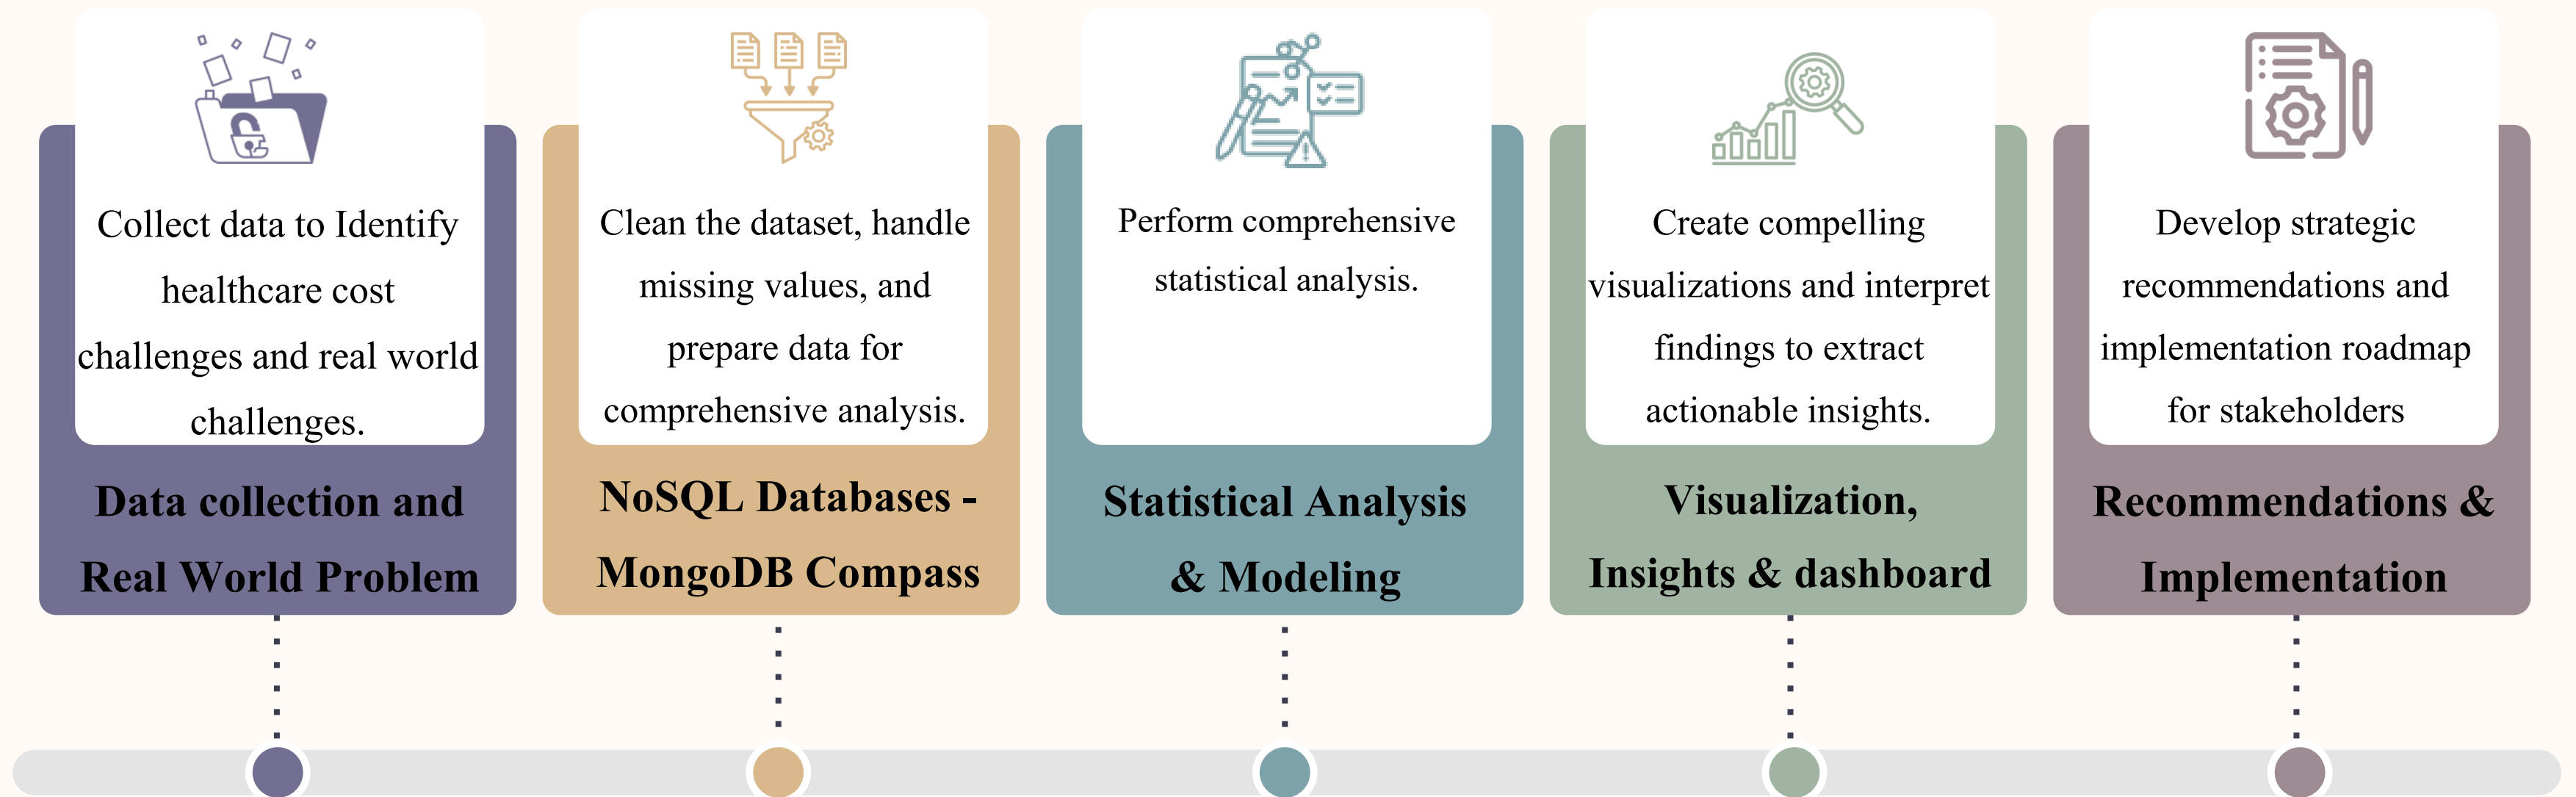 Collect data to Identify
healthcare cost
challenges and real world
challenges.
Data collection and
Real World Problem
Clean the dataset, handle
missing values, and
prepare data for
comprehensive analysis.
NoSQL Databases -
MongoDB Compass
Perform comprehensive
statistical analysis.
Statistical Analysis
& Modeling
Create compelling
visualizations and interpret
findings to extract
actionable insights.
Visualization,
Insights & dashboard
Develop strategic
recommendations and
implementation roadmap
for stakeholders
Recommendations &
Implementation